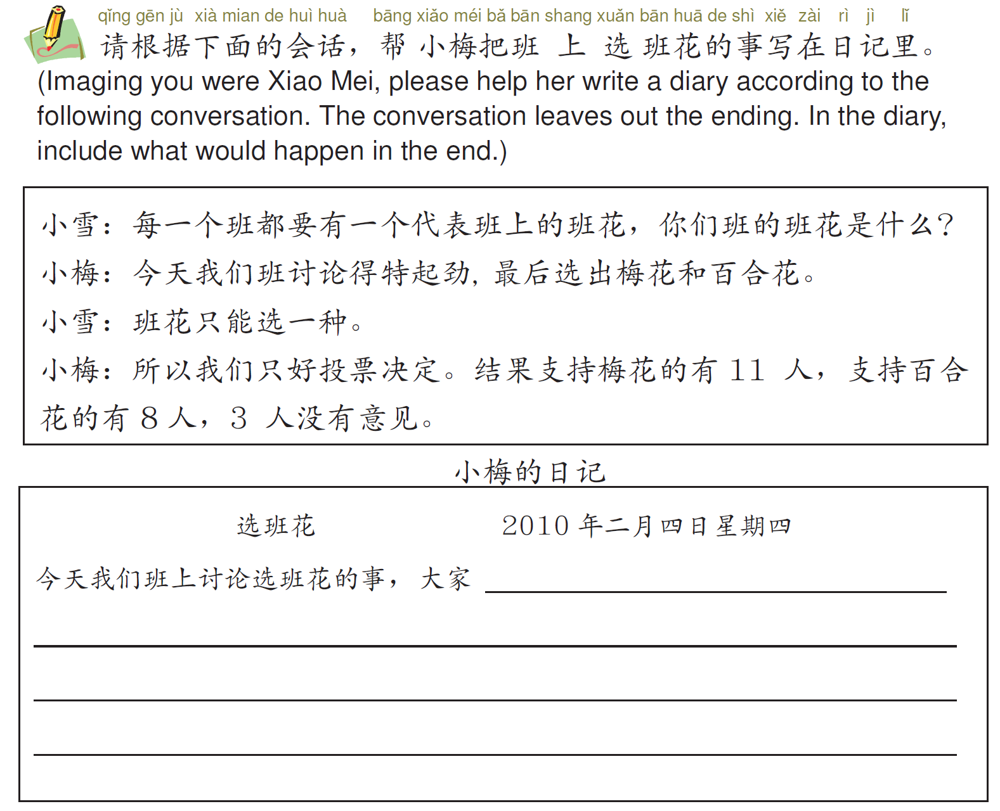 qǐng gēn jù xià mian de huì huà bāng xiǎo méi bǎ bān shang xuǎn bān huā de shì xiě zài rì jì lǐ
请根据下面的会话，帮 小梅把班 上 选 班花的事写在日记里。
(Imaging you were Xiao Mei, please help her write a diary according to the
following conversation. The conversation leaves out the ending. In the diary,
include what would happen in the end.)
小雪：每一个班都要有一个代表班上的班花，你们班的班花是什么？
小梅：今天我们班讨论得特起劲, 最后选出梅花和百合花。
小雪：班花只能选一种。
小梅：所以我们只好投票决定。结果支持梅花的有 11 人，支持百合
花的有 8 人，3 人没有意见。
小梅的日记
选班花 2010 年二月四日星期四
今天我们班上讨论选班花的事，大家